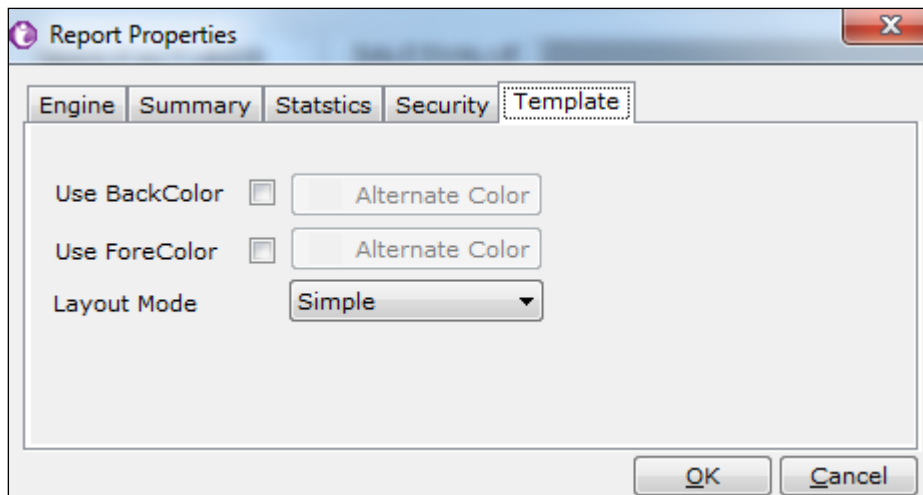 Report Properties
Engine Summary Statstics Security Template
Use BackColor Alternate Color
Use ForeColor Alternate Color
Layout Mode Simple
OK Cancel